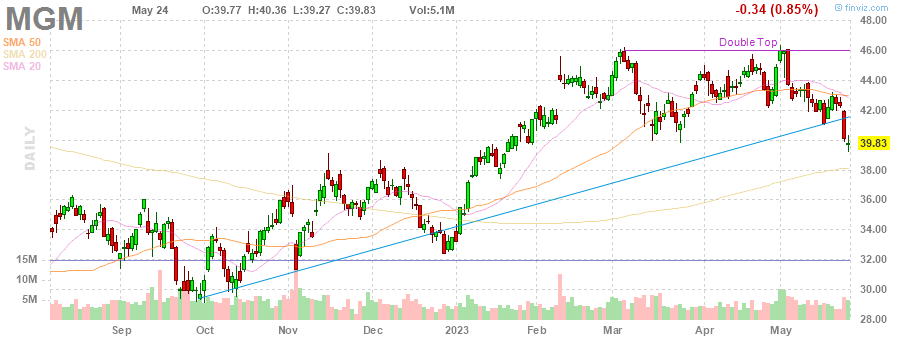 MGM
May 24 O:39.77 H:40.36 L:39.27 C:39.83 Vol:5.1M
-0.34 (0.85%)
© finviz.com
SMA 50
SMA 200
SMA 20
DAILY
Double Top
48.00
46.00
44.00
42.00
39.83
38.00
36.00
34.00
32.00
30.00
28.00
15M
10M
5M
Sep Oct Nov Dec 2023 Feb Mar Apr May